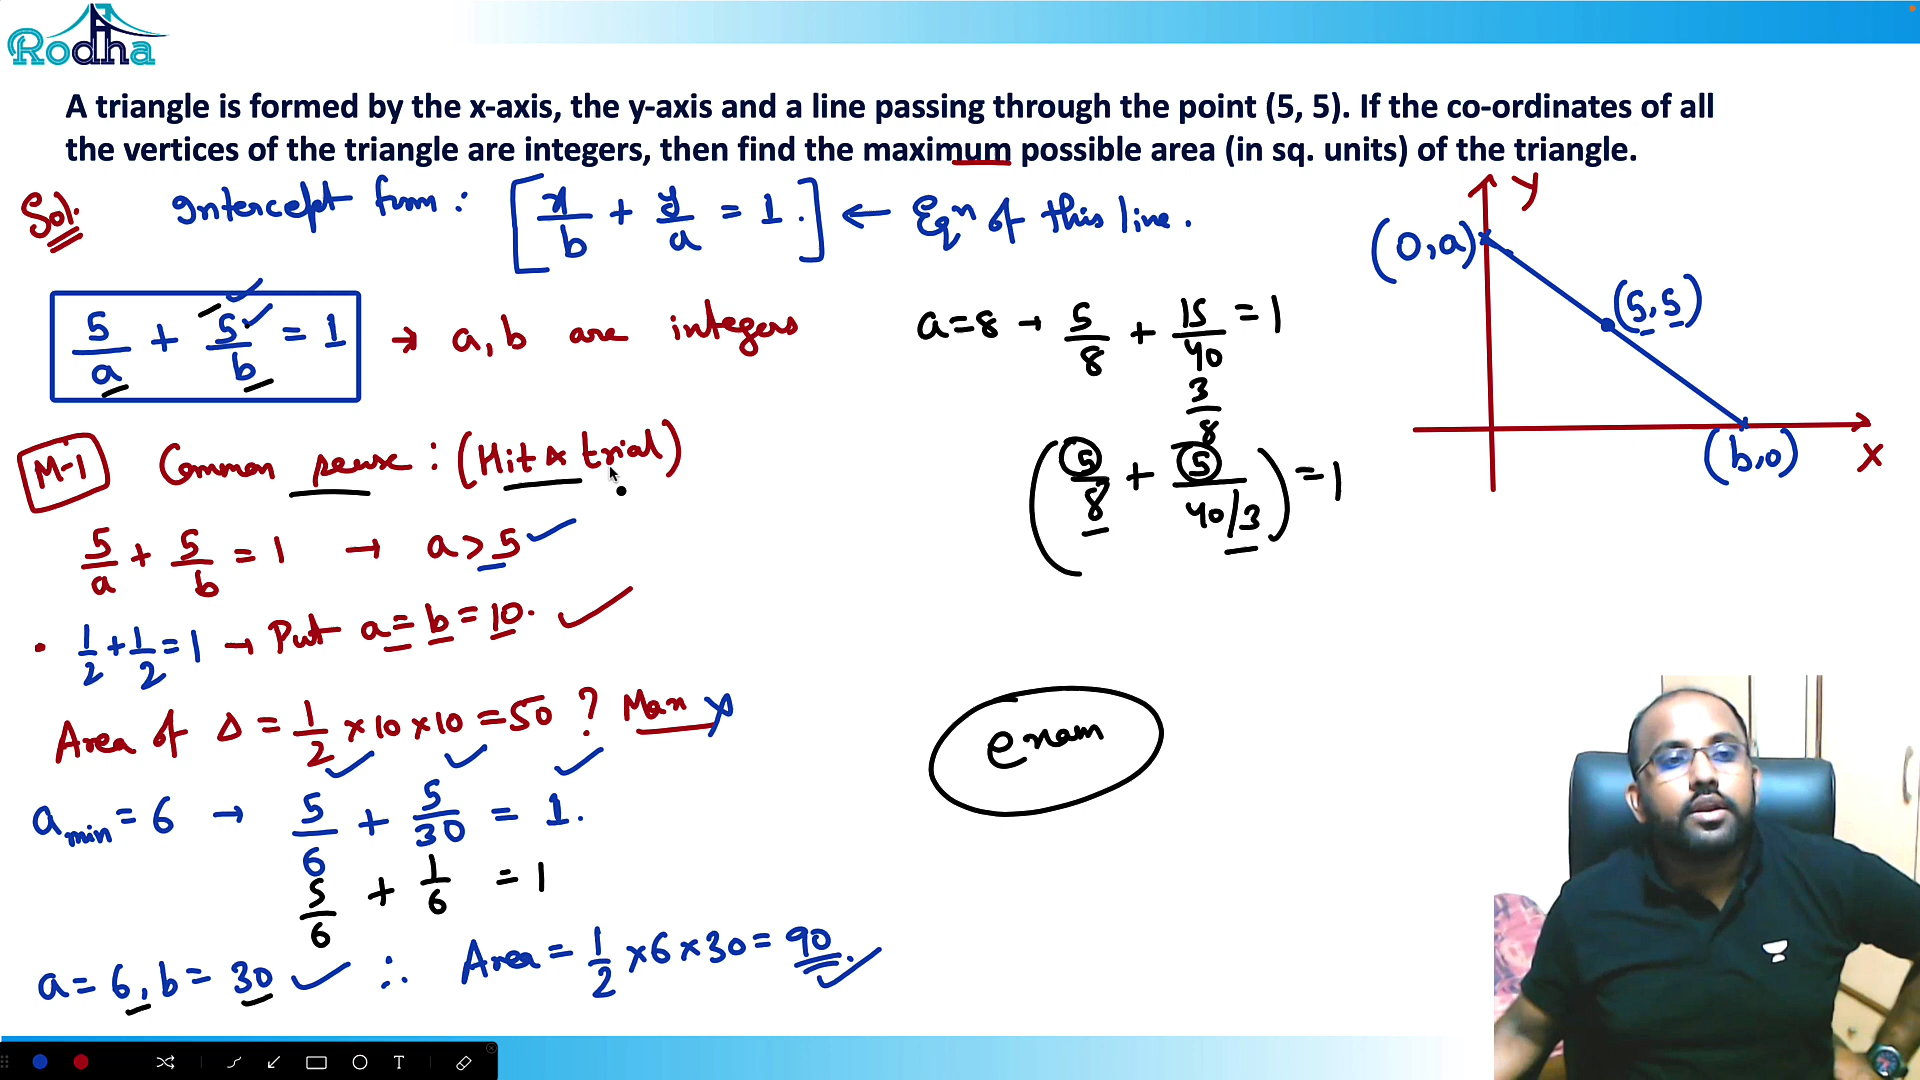 Rodha
A triangle is formed by the x-axis, the y-axis and a line passing through the point (5, 5). If the co-ordinates of all
the vertices of the triangle are integers, then find the maximum possible area (in sq. units) of the triangle.
Sol.
Intercept form : [x/b + y/a = 1.] ← Eqn of this line.
5/a + 5/b = 1 → a, b are integers
M-1 Common sense : (Hit & trial)
5/a + 5/b = 1 → a > 5
• 1/2 + 1/2 = 1 → Put a = b = 10.
Area of Δ = 1/2 × 10 × 10 = 50 ? Max ×
a min = 6 → 5/6 + 5/30 = 1.
5/6 + 1/6 = 1
a = 6, b = 30 ∴ Area = 1/2 × 6 × 30 = 90.
a = 8 → 5/8 + 15/40 = 1
3/8
(5/8 + 5/40/3) = 1
exam
y
(0, a)
(5, 5)
(b, 0)
x
T